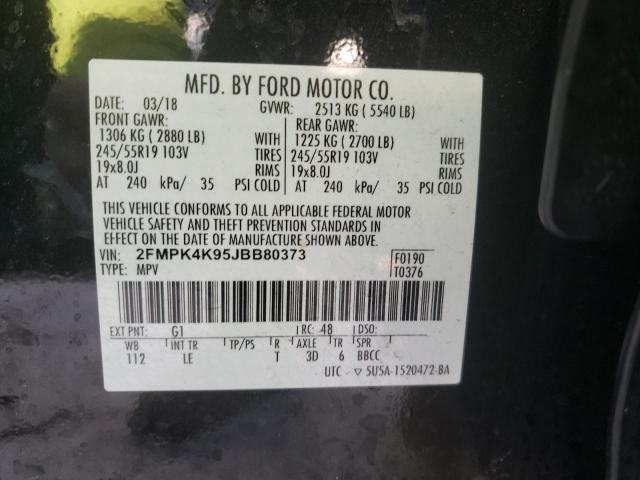 MFD. BY FORD MOTOR CO.
DATE: 03/18 GVWR: 2513 KG ( 5540 LB)
FRONT GAWR: REAR GAWR:
1306 KG ( 2880 LB) WITH 1225 KG ( 2700 LB) WITH
245/55R19 103V TIRES 245/55R19 103V TIRES
19x8.0J RIMS 19x8.0J RIMS
AT 240 kPa/ 35 PSI COLD AT 240 kPa/ 35 PSI COLD
THIS VEHICLE CONFORMS TO ALL APPLICABLE FEDERAL MOTOR
VEHICLE SAFETY AND THEFT PREVENTION STANDARDS IN
EFFECT ON THE DATE OF MANUFACTURE SHOWN ABOVE.
VIN: 2FMPK4K95JBB80373 F0190
TYPE: MPV T0376
EXT PNT: G1 RC: 48 DSO:
WB INT TR TP/PS R AXLE TR SPR
112 LE T 3D 6 BBCC
UTC ▽ 5U5A-1520472-BA